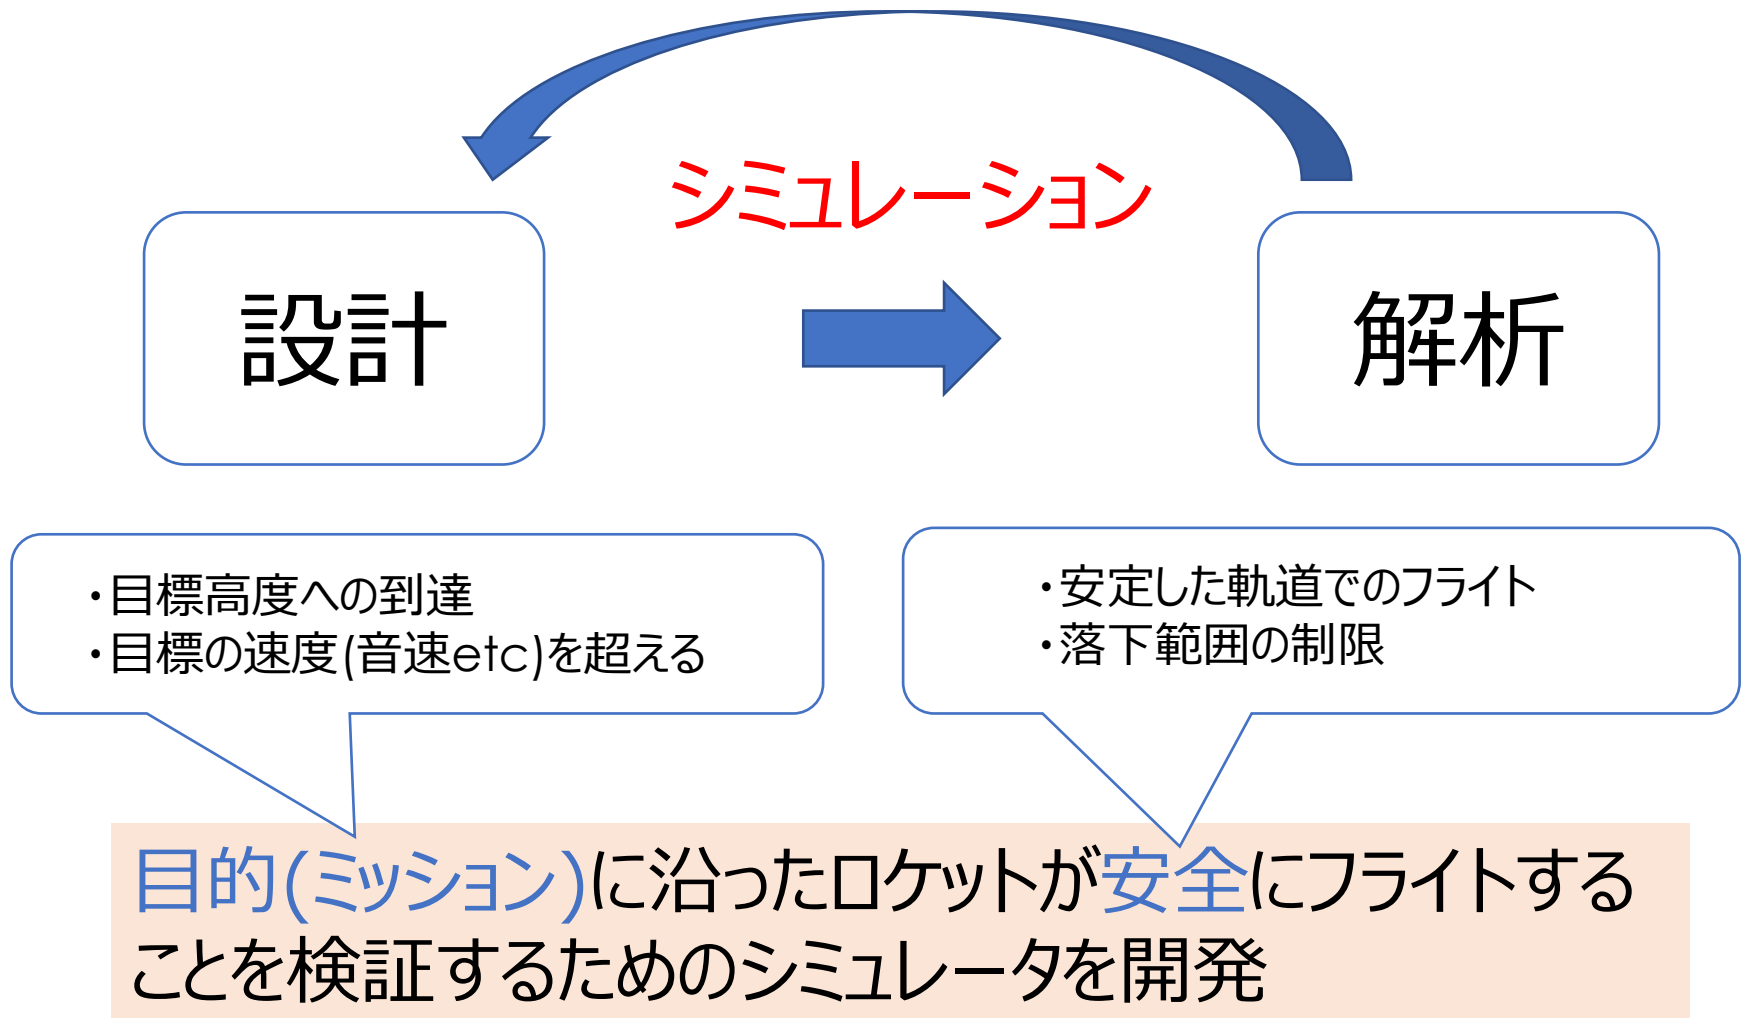 シミュレーション
設計
解析
・目標高度への到達
・目標の速度(音速etc)を超える
・安定した軌道でのフライト
・落下範囲の制限
目的(ミッション)に沿ったロケットが安全にフライトする
ことを検証するためのシミュレータを開発